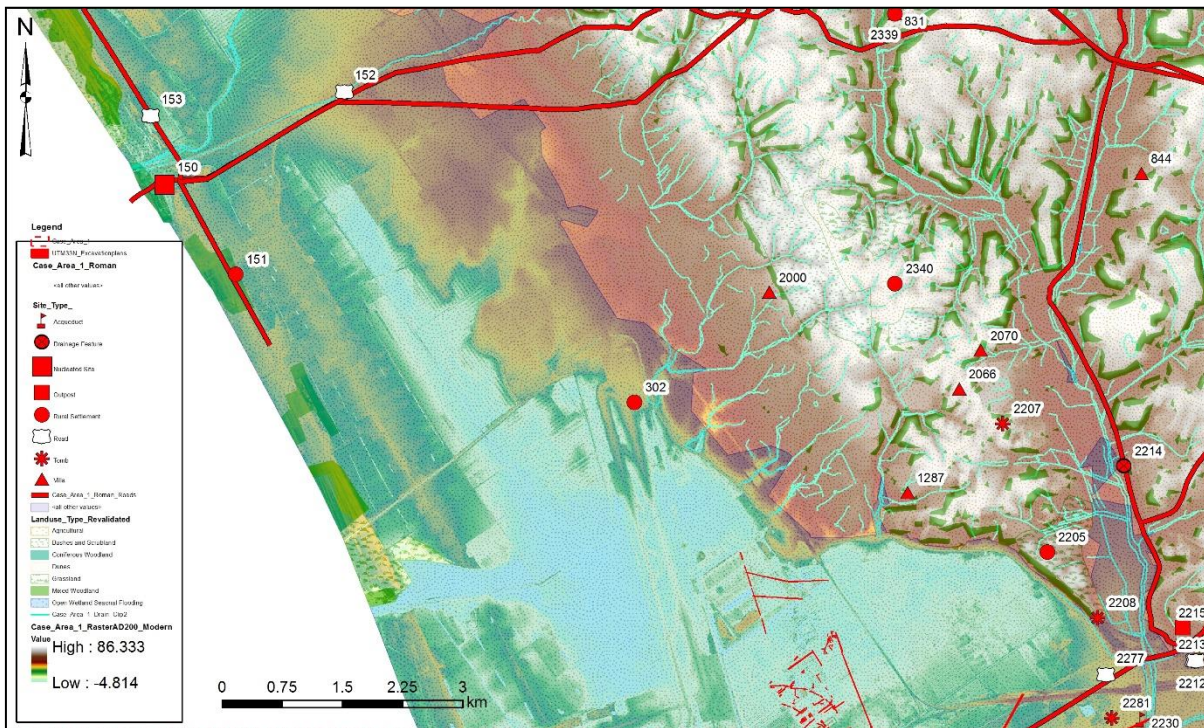 N
831
2339
152
153
844
150
151
2340
2000
2070
2066
302
2207
2214
1287
2205
2208
2215
2213
2277
2212
2281
2230
Legend
Case_Area_1
UTM33N_Excavationplans
Case_Area_1_Roman
<all other values>
Site_Type_
Acqueduct
Drainage Feature
Nucleated Site
Outpost
Rural Settlement
Road
Tomb
Villa
Case_Area_1_Roman_Roads
<all other values>
Landuse_Type_Revalidated
Agricultural
Bushes and Scrubland
Coniferous Woodland
Dunes
Grassland
Mixed Woodland
Open Wetland Seasonal Flooding
Case_Area_1_Drain_Clip2
Case_Area_1_RasterAD200_Modern
Value
High : 86.333
Low : -4.814
0 0.75 1.5 2.25 3
km